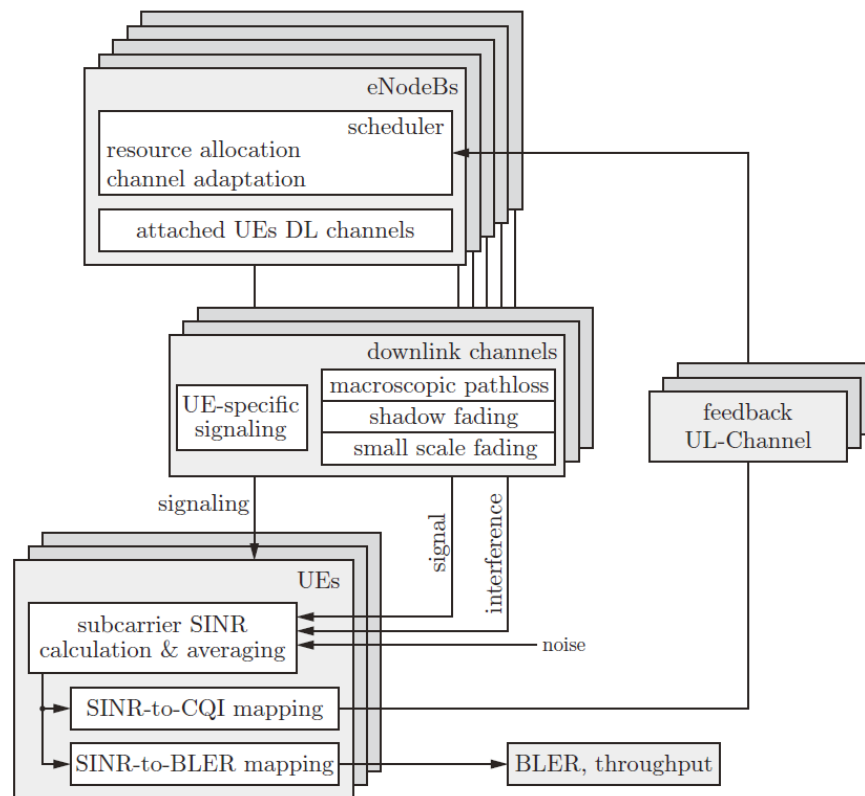 eNodeBs
scheduler
resource allocation
channel adaptation
attached UEs DL channels
downlink channels
UE-specific
signaling
macroscopic pathloss
shadow fading
small scale fading
feedback
UL-Channel
signaling
signal
interference
UEs
subcarrier SINR
calculation & averaging
noise
SINR-to-CQI mapping
SINR-to-BLER mapping
BLER, throughput